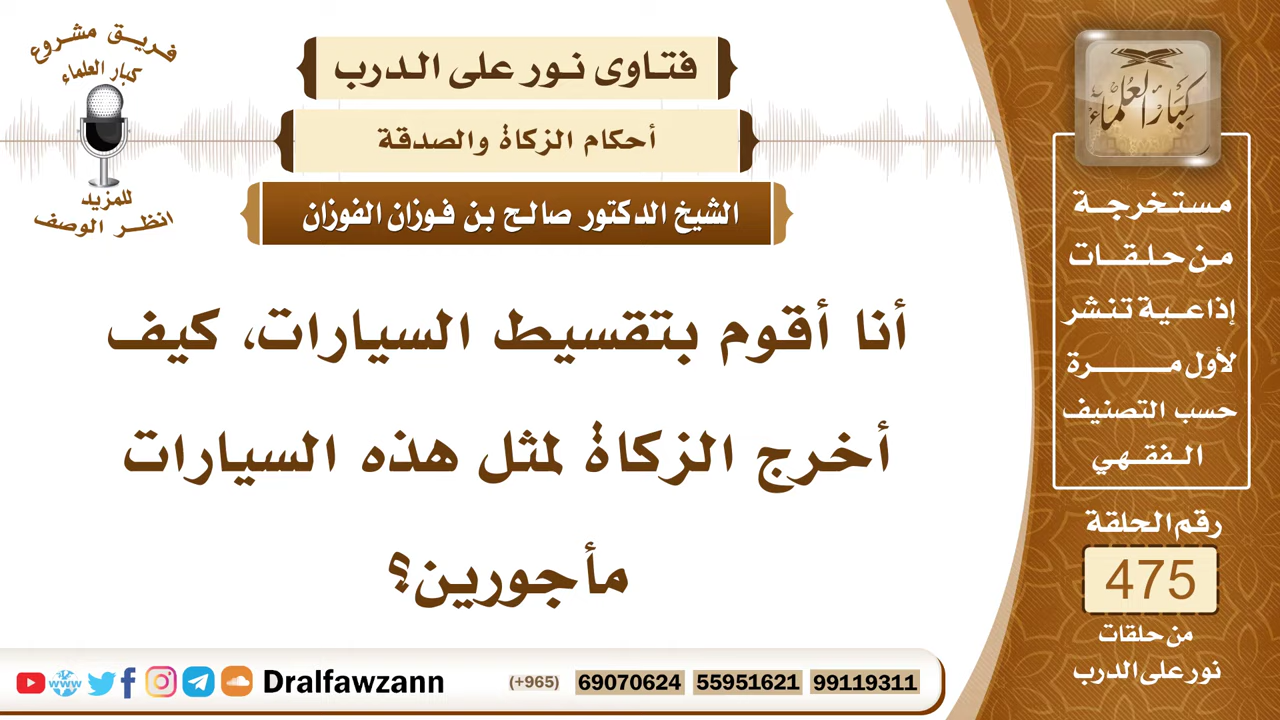 فريق مشروع
كبار العلماء
للمزيد
انظر الوصف
فتاوى نور على الدرب
أحكام الزكاة والصدقة
الشيخ الدكتور صالح بن فوزان الفوزان
أنا أقوم بتقسيط السيارات، كيف
أخرج الزكاة لمثل هذه السيارات
مأجورين؟
كبار العلماء
مستخرجة
من حلقات
إذاعية تنشر
لأول مرة
حسب التصنيف
الفقهي
رقم الحلقة
475
من حلقات
نور على الدرب
www Dralfawzann (+965) 69070624 55951621 99119311